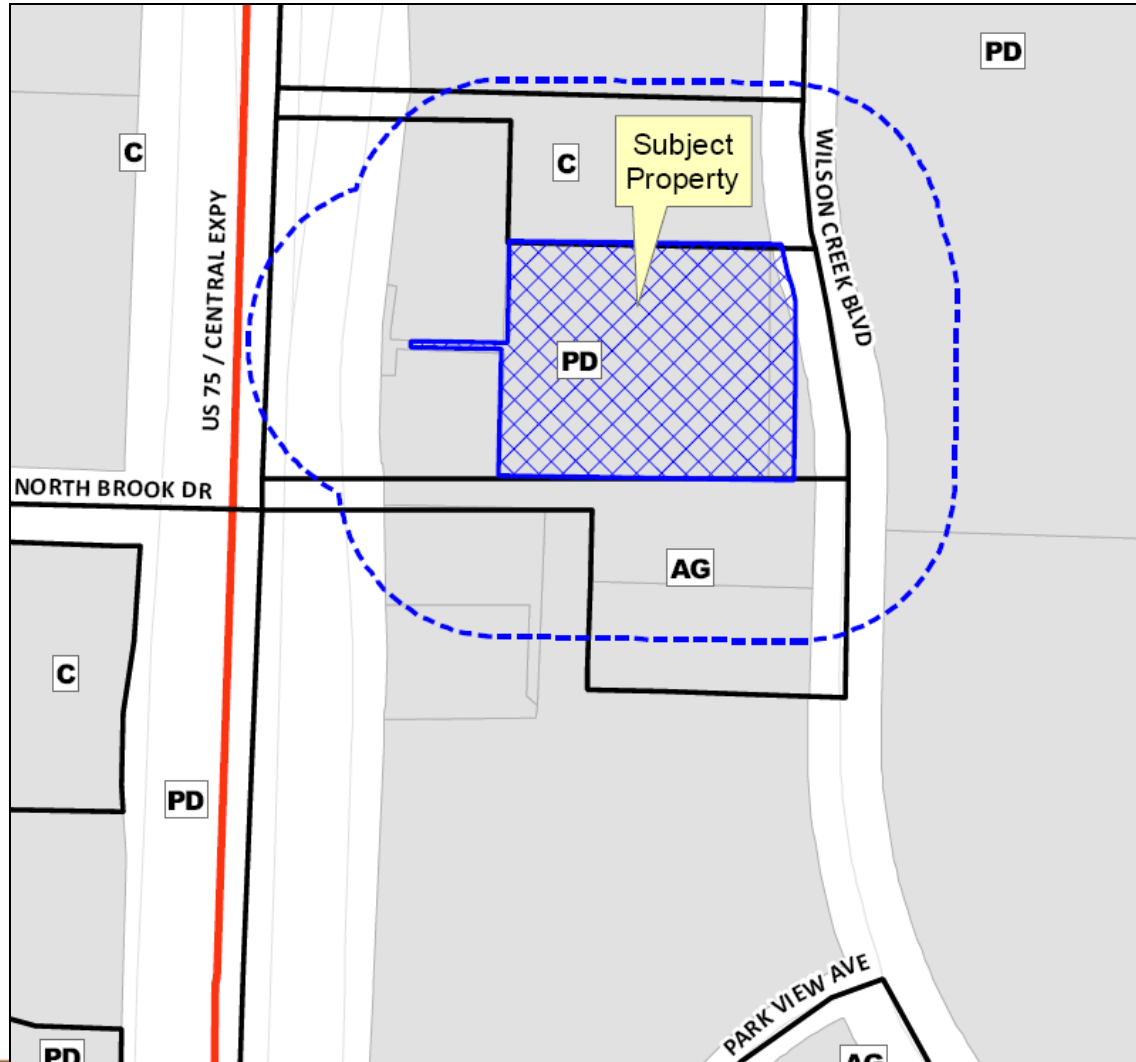 PD
C
C
Subject
Property
WILSON CREEK BLVD
US 75 / CENTRAL EXPY
PD
NORTH BROOK DR
AG
C
PD
PARK VIEW AVE
PD
AG